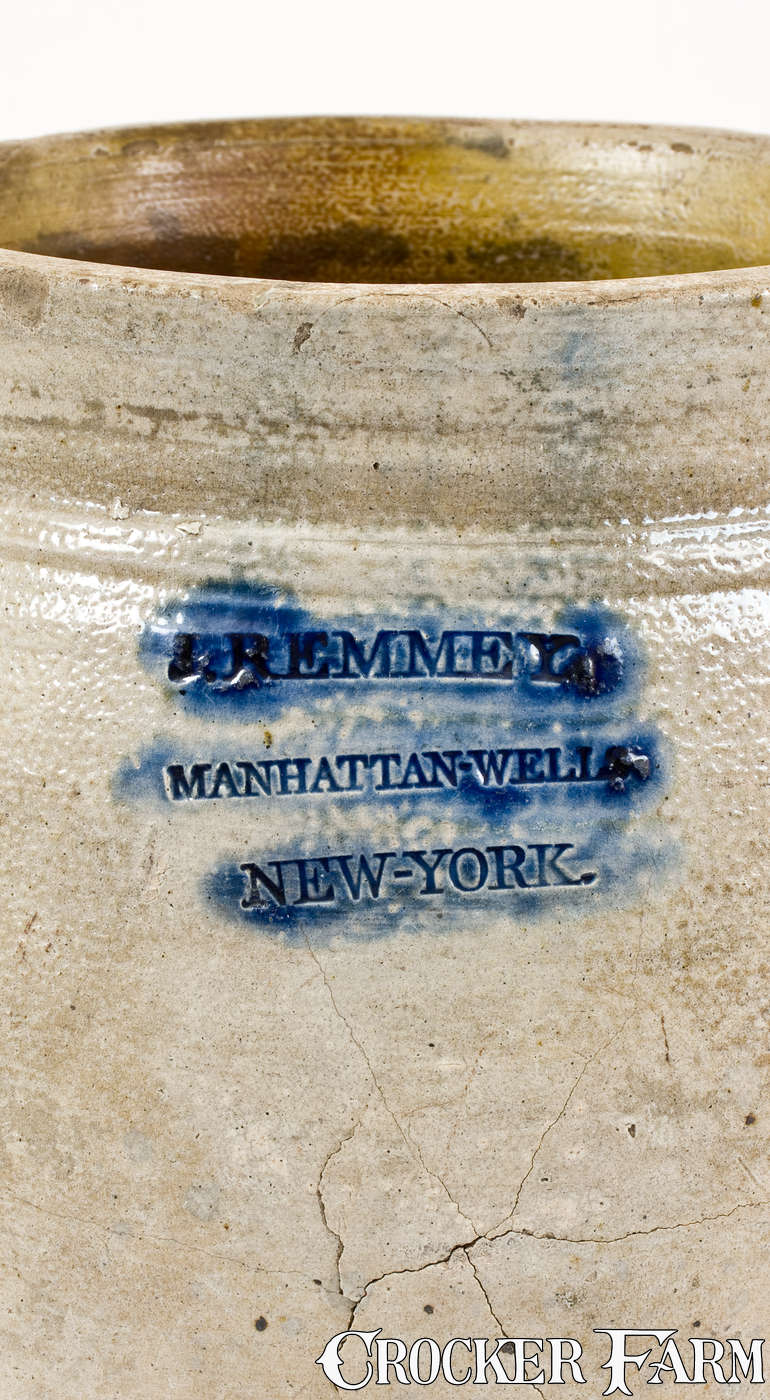 J. REMMEY.
MANHATTAN-WELLS
NEW-YORK.
CROCKER FARM